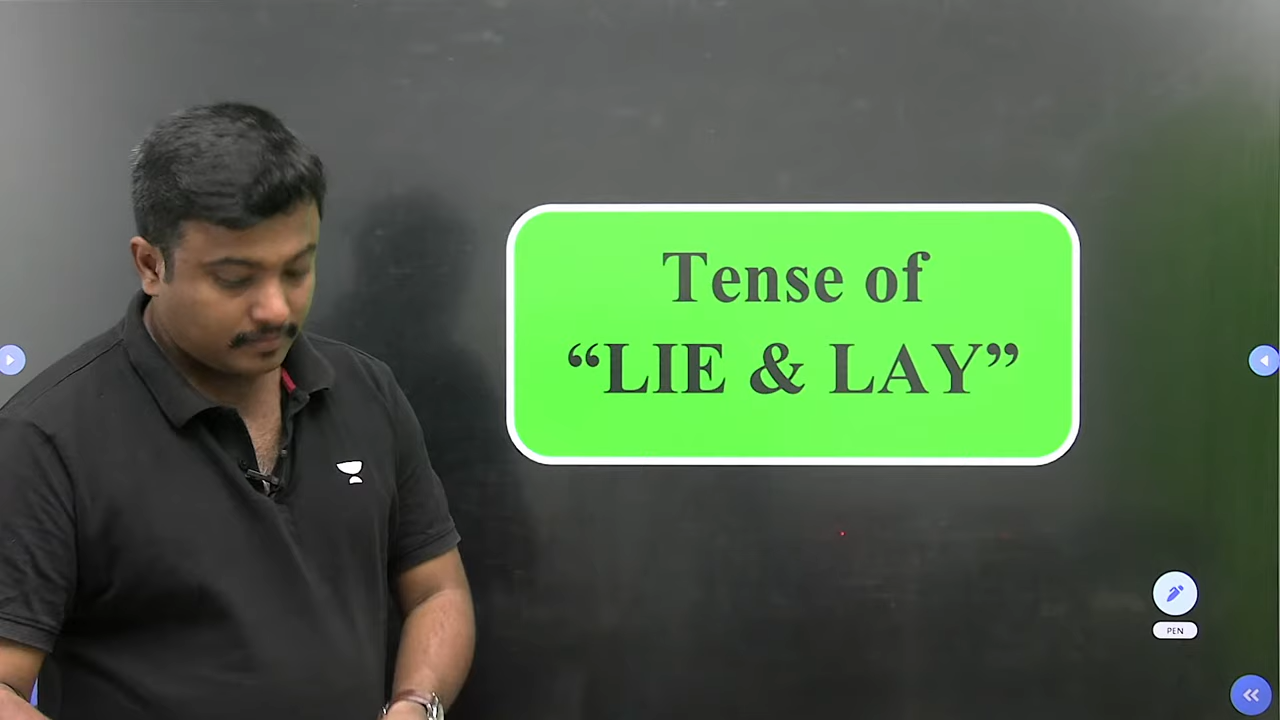 Tense of
“LIE & LAY”
PEN